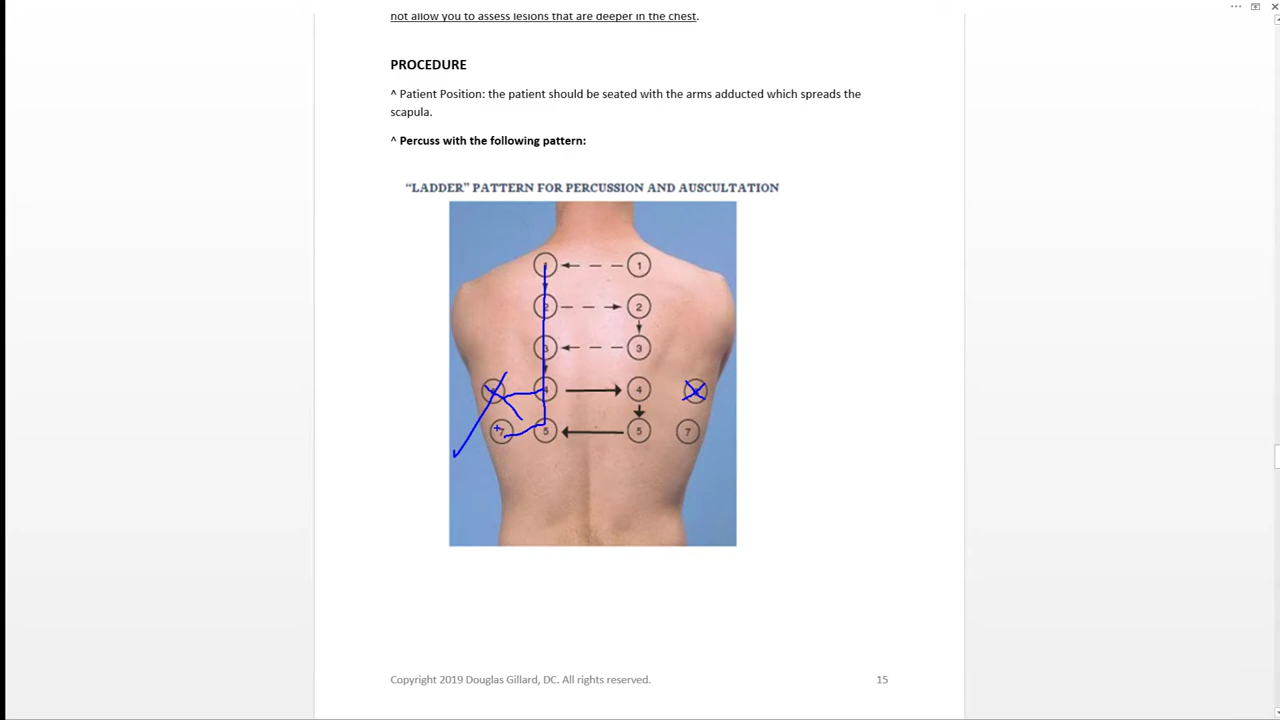 not allow you to assess lesions that are deeper in the chest.
PROCEDURE
^ Patient Position: the patient should be seated with the arms adducted which spreads the
scapula.
^ Percuss with the following pattern:
"LADDER" PATTERN FOR PERCUSSION AND AUSCULTATION
1
2 2
3 3
4 4
7 5 5 7
Copyright 2019 Douglas Gillard, DC. All rights reserved. 15